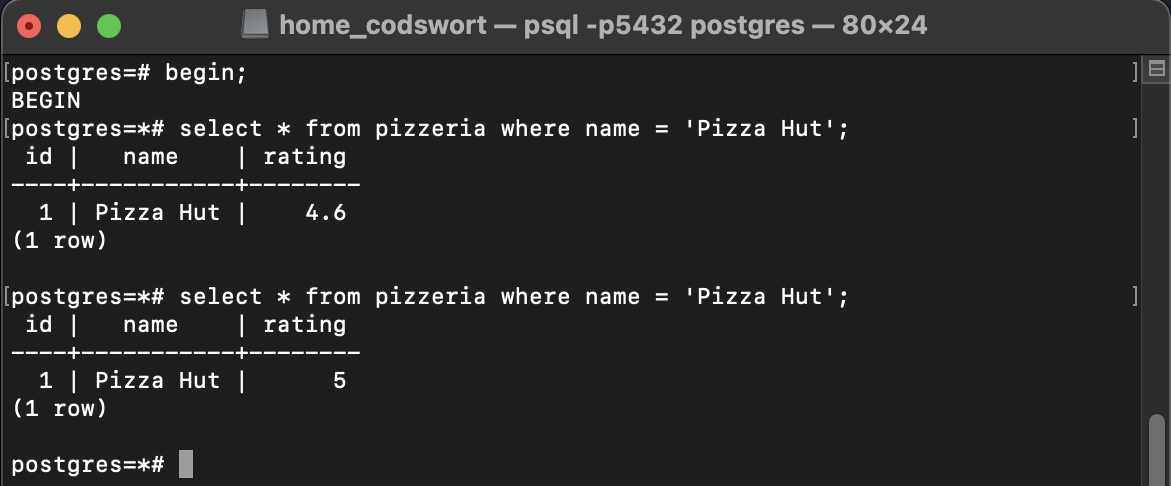 home_codswort — psql -p5432 postgres — 80×24
[postgres=# begin; ]
BEGIN
[postgres=*# select * from pizzeria where name = 'Pizza Hut'; ]
 id |   name    | rating
----+-----------+--------
  1 | Pizza Hut |    4.6
(1 row)

[postgres=*# select * from pizzeria where name = 'Pizza Hut'; ]
 id |   name    | rating
----+-----------+--------
  1 | Pizza Hut |      5
(1 row)

postgres=*#